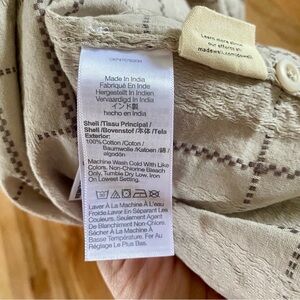 Learn more about
our efforts at
madewell.com/dowell
Made In India
Fabriqué En Inde
Hergestellt In Indien
Vervaardigd In India
インド製
hecho en India
Shell /Tissu Principal /
Shell /Bovenstof /本体 /Tela
Exterior:
100% Cotton /Coton /
Baumwolle /Katoen /綿 /
algodón
Machine Wash Cold With Like
Colors, Non-Chlorine Bleach
Only, Tumble Dry Low, Iron
On Lowest Setting
Laver À La Machine À L'eau
Froide,Laver En Séparant Les
Couleurs, Seulement Agent
De Blanchiment Non-Chloré,
Séchage À La Machine À
Basse Température, Fer Au
Réglage Le Plus Bas.